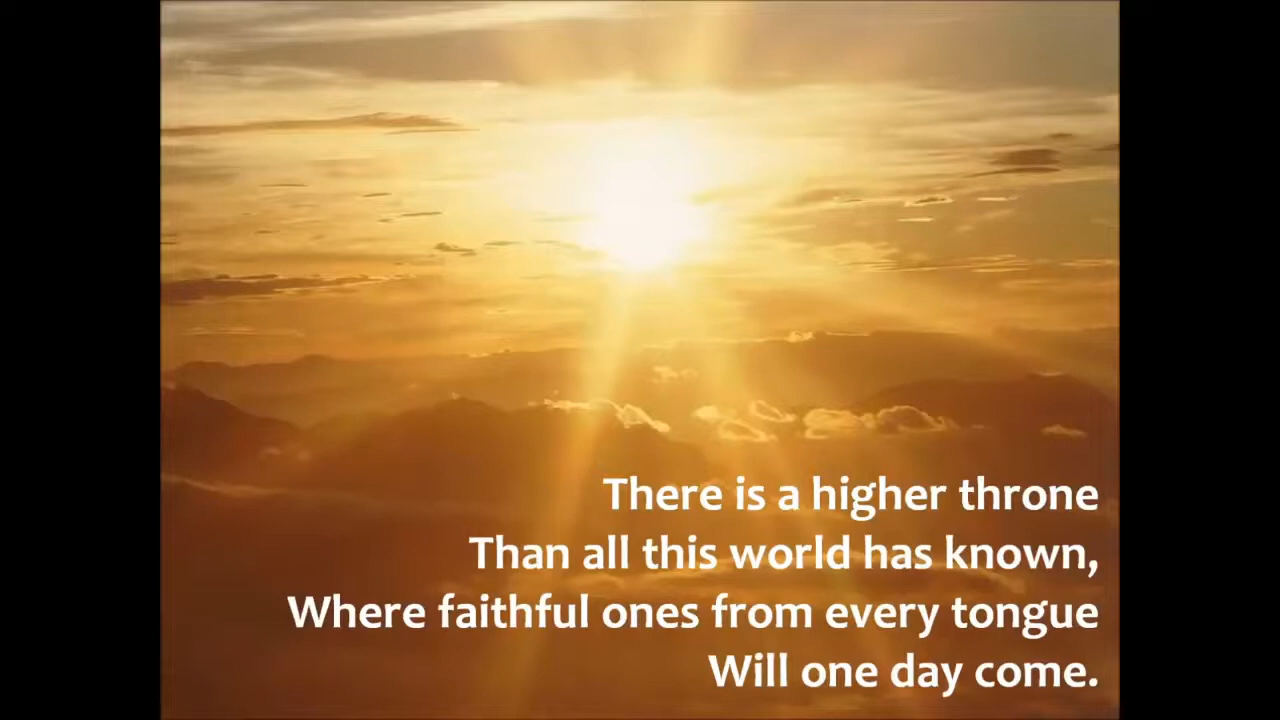 There is a higher throne
Than all this world has known,
Where faithful ones from every tongue
Will one day come.